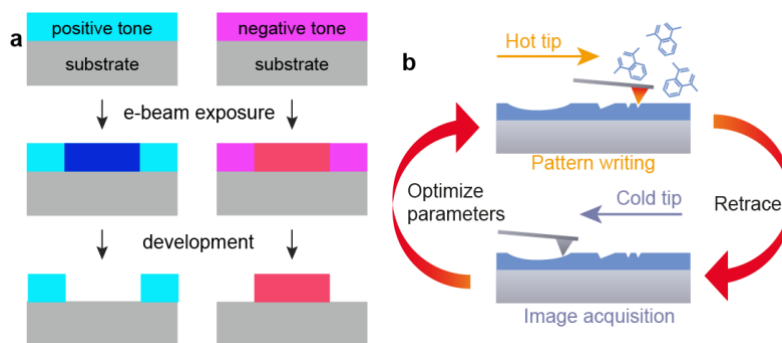 a
positive tone
negative tone
substrate
substrate
e-beam exposure
development
b
Hot tip
Pattern writing
Optimize
parameters
Cold tip
Retrace
Image acquisition